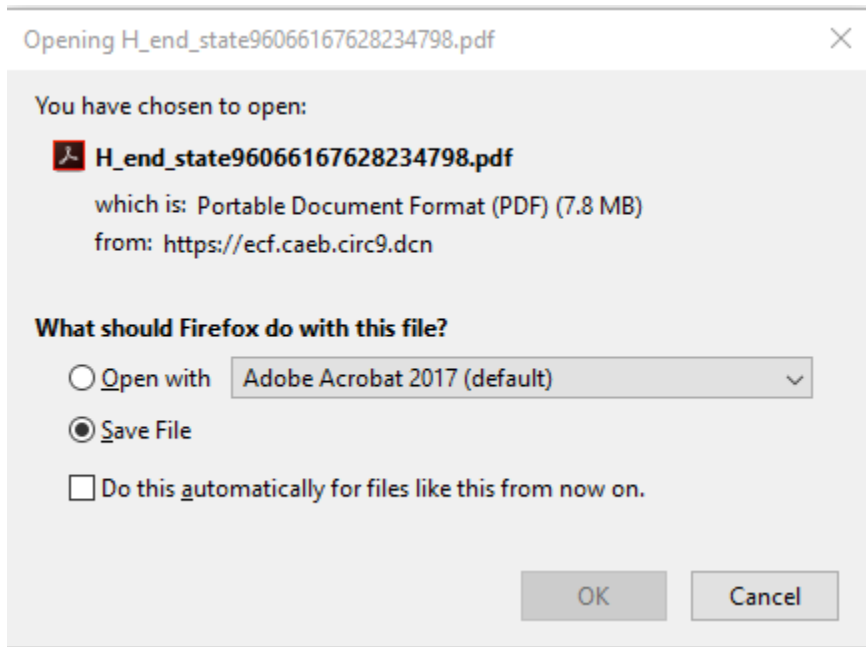 Opening H_end_state96066167628234798.pdf
You have chosen to open:
H_end_state96066167628234798.pdf
which is: Portable Document Format (PDF) (7.8 MB)
from: https://ecf.caeb.circ9.dcn
What should Firefox do with this file?
Open with Adobe Acrobat 2017 (default)
Save File
Do this automatically for files like this from now on.
OK Cancel